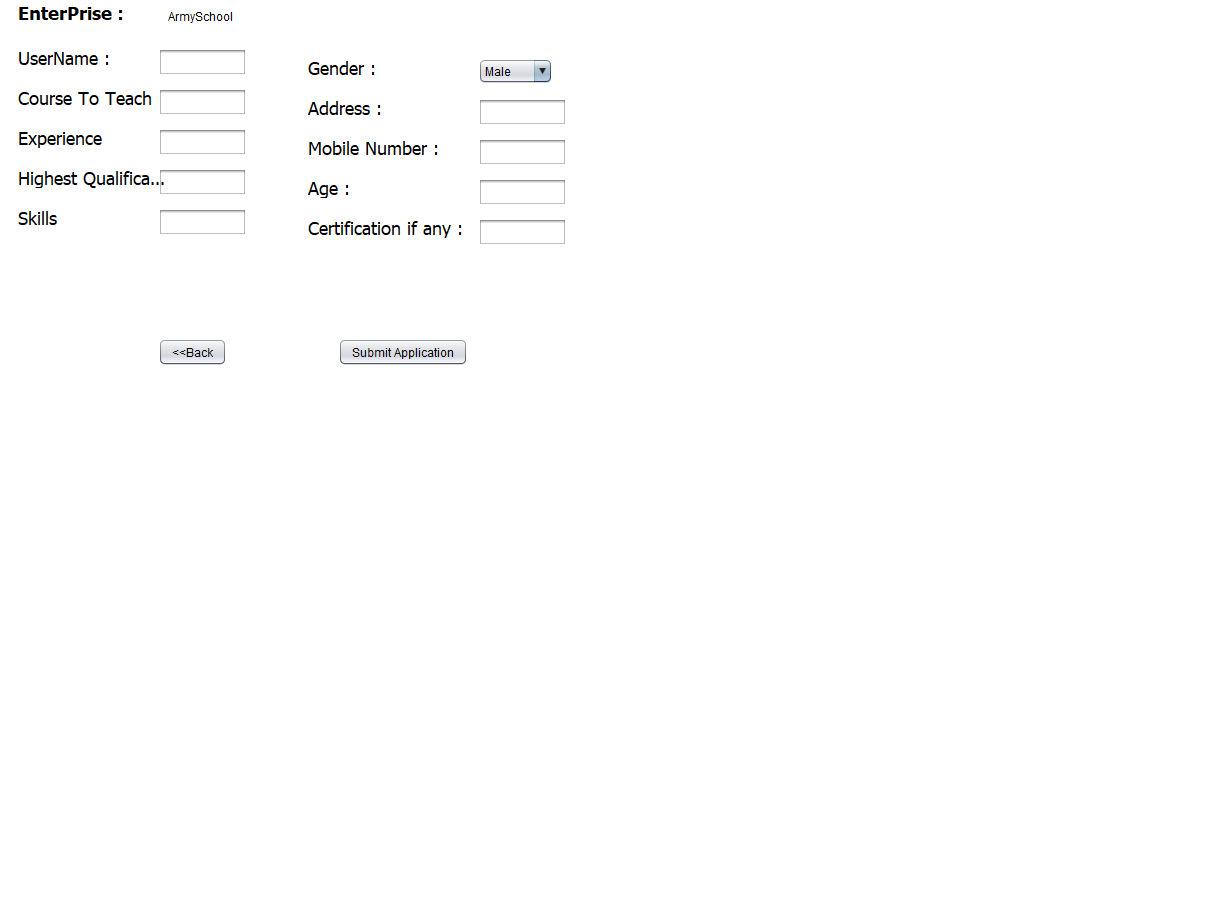 EnterPrise : ArmySchool
UserName :
Gender : Male
Course To Teach
Address :
Experience
Mobile Number :
Highest Qualifica...
Age :
Skills
Certification if any :
<<Back Submit Application